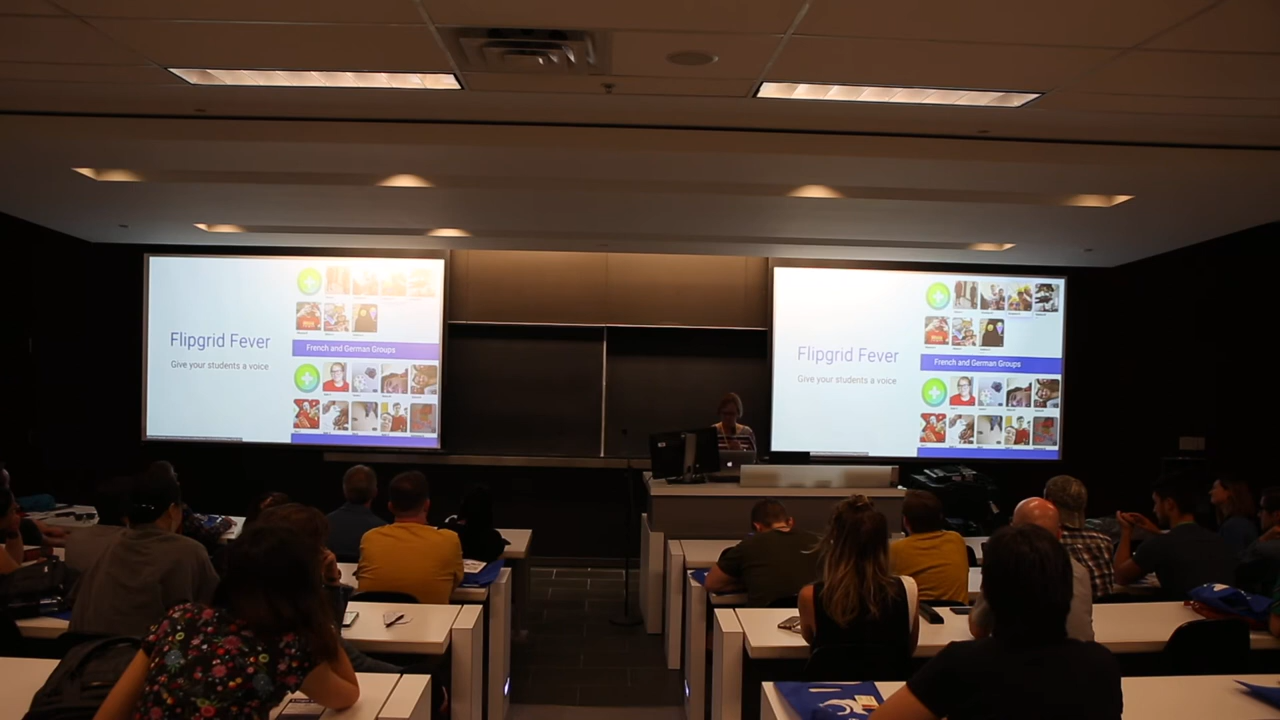 Flipgrid Fever
Give your students a voice
French and German Groups
Flipgrid Fever
Give your students a voice
French and German Groups